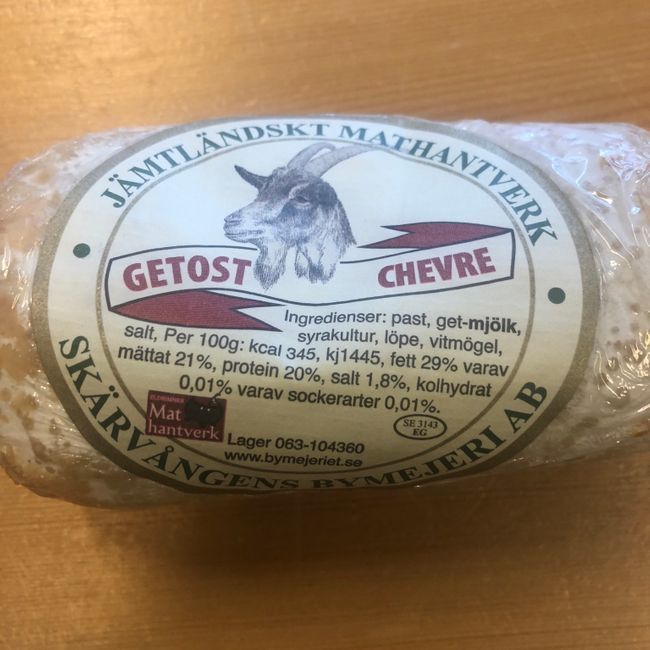 JÄMTLÄNDSKT MATHANTVERK
GETOST CHEVRE
Ingredienser: past, get-mjölk,
salt, Per 100g: kcal 345, kj1445, fett 29% varav
syrakultur, löpe, vitmögel,
mättat 21%, protein 20%, salt 1,8%, kolhydrat
0,01% varav sockerarter 0,01%.
ELDRIMNER
Mat
hantverk
SE 3143
EG
Lager 063-104360
www.bymejeriet.se
SKÄRVÅNGENS BYMEJERI AB